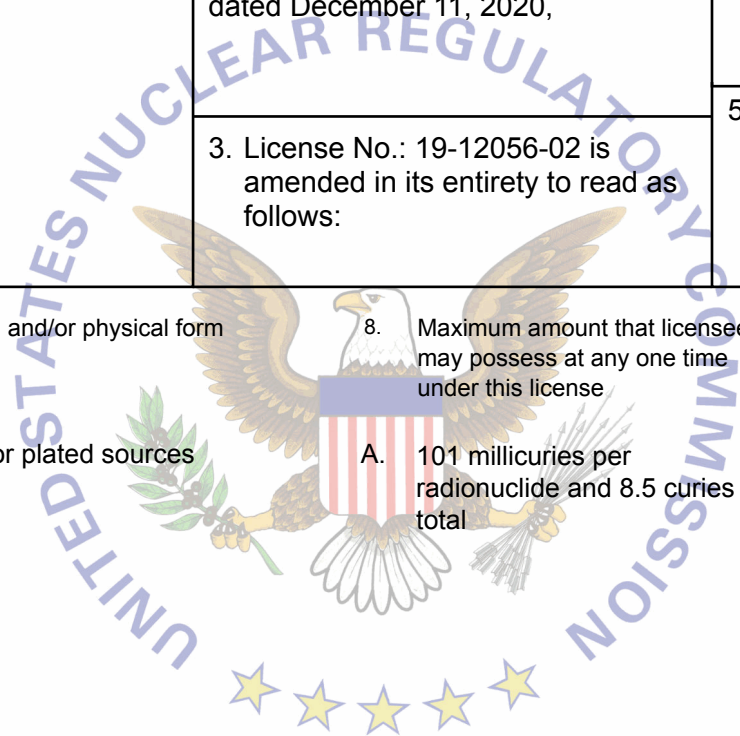 dated December 11, 2020,
5
3. License No.: 19-12056-02 is
amended in its entirety to read as
follows:
and/or physical form
8. Maximum amount that licensee
may possess at any one time
under this license
or plated sources
A. 101 millicuries per
radionuclide and 8.5 curies
total
UNITED STATES NUCLEAR REGULATORY COMMISSION